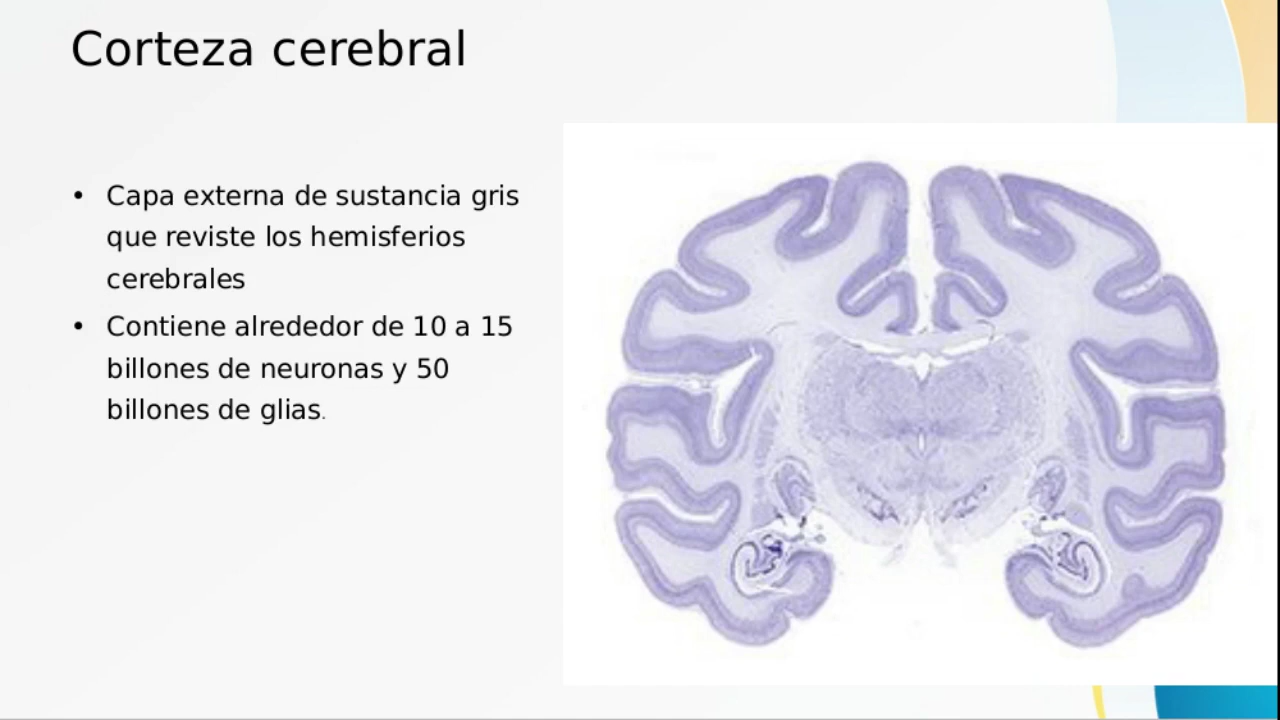 Corteza cerebral
• Capa externa de sustancia gris
que reviste los hemisferios
cerebrales
• Contiene alrededor de 10 a 15
billones de neuronas y 50
billones de glias.